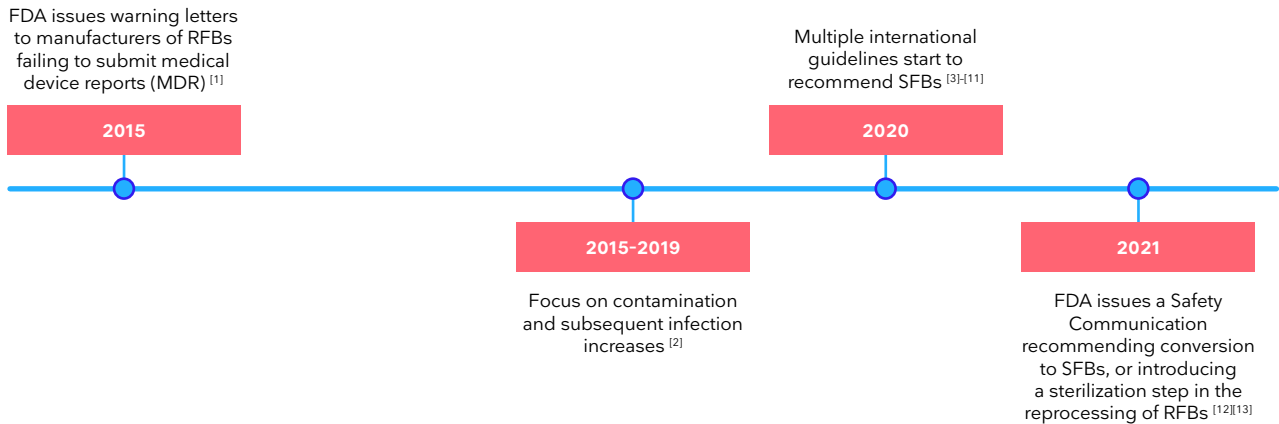 FDA issues warning letters
to manufacturers of RFBs
failing to submit medical
device reports (MDR) [1]
2015
Focus on contamination
and subsequent infection
increases [2]
2015-2019
Multiple international
guidelines start to
recommend SFBs [3]-[11]
2020
2021
FDA issues a Safety
Communication
recommending conversion
to SFBs, or introducing
a sterilization step in the
reprocessing of RFBs [12][13]